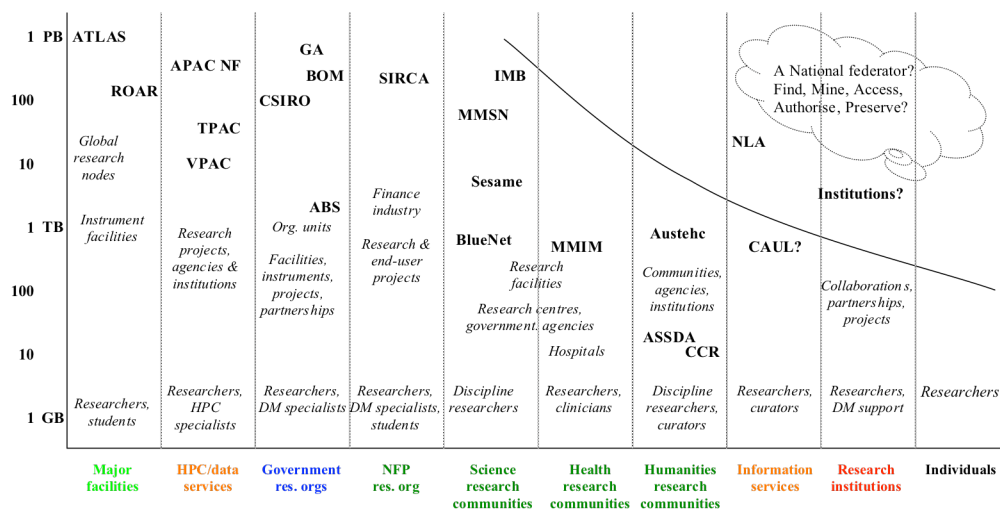 1 PB
100
10
1 TB
100
10
1 GB
ATLAS
ROAR
Global
research
nodes
Instrument
facilities
Researchers,
students
APAC NF
TPAC
VPAC
Research
projects,
agencies &
institutions
Researchers,
HPC
specialists
GA
BOM
CSIRO
ABS
Org. units
Facilities,
instruments,
projects,
partnerships
Researchers,
DM specialists
SIRCA
Finance
industry
Research &
end-user
projects
Researchers,
DM specialists,
students
IMB
MMSN
Sesame
BlueNet
Research
facilities
Research centres,
government. agencies
Discipline
researchers
MMIM
Hospitals
Researchers,
clinicians
Austehc
Communities,
agencies,
institutions
ASSDA
CCR
Discipline
researchers,
curators
NLA
CAUL?
Researchers,
curators
A National federator?
Find, Mine, Access,
Authorise, Preserve?
Institutions?
Collaborations,
partnerships,
projects
Researchers,
DM support
Researchers
Major
facilities
HPC/data
services
Government
res. orgs
NFP
res. org
Science
research
communities
Health
research
communities
Humanities
research
communities
Information
services
Research
institutions
Individuals